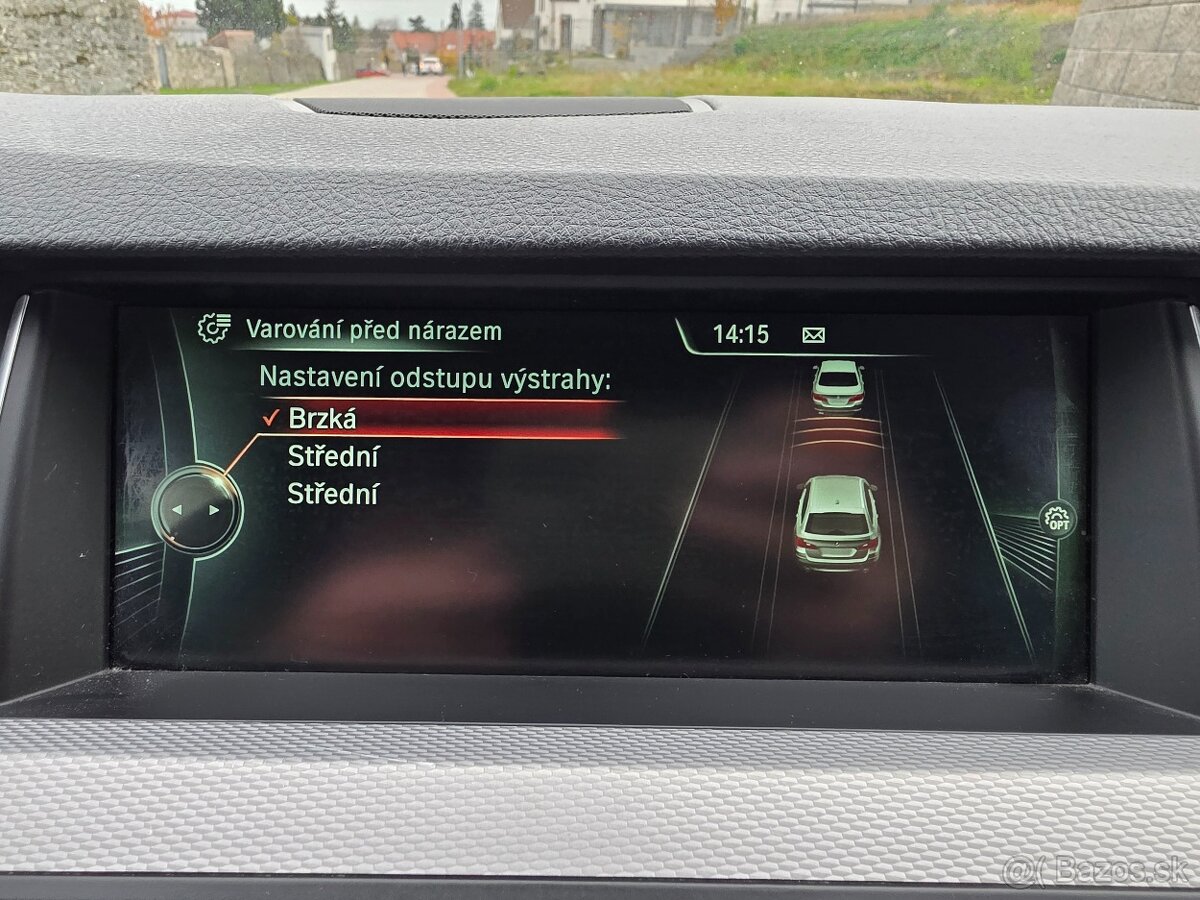 Varování před nárazem
14:15
Nastavení odstupu výstrahy:
Brzká
Střední
Střední
OPT
Bazos.sk